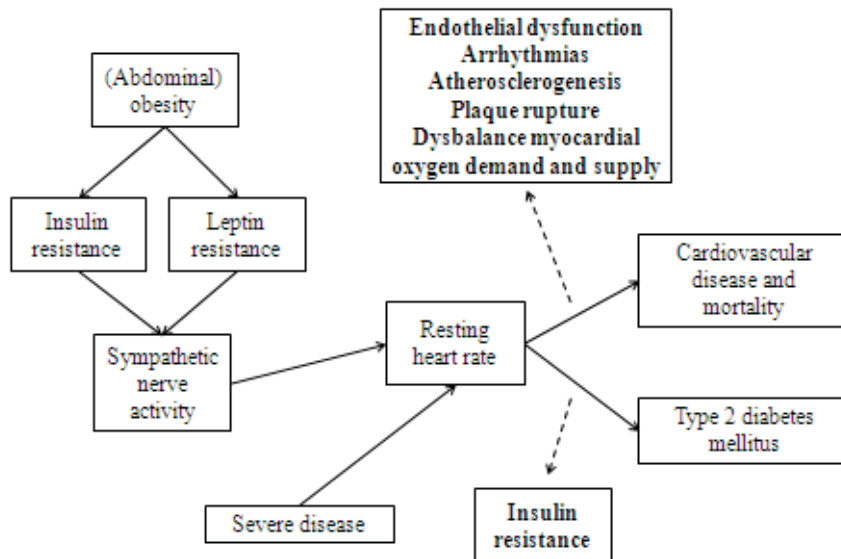 Endothelial dysfunction
Arrhythmias
Atherosclerogenesis
Plaque rupture
Dysbalance myocardial
oxygen demand and supply
(Abdominal)
obesity
Insulin
resistance
Leptin
resistance
Cardiovascular
disease and
mortality
Resting
heart rate
Sympathetic
nerve
activity
Type 2 diabetes
mellitus
Severe disease
Insulin
resistance